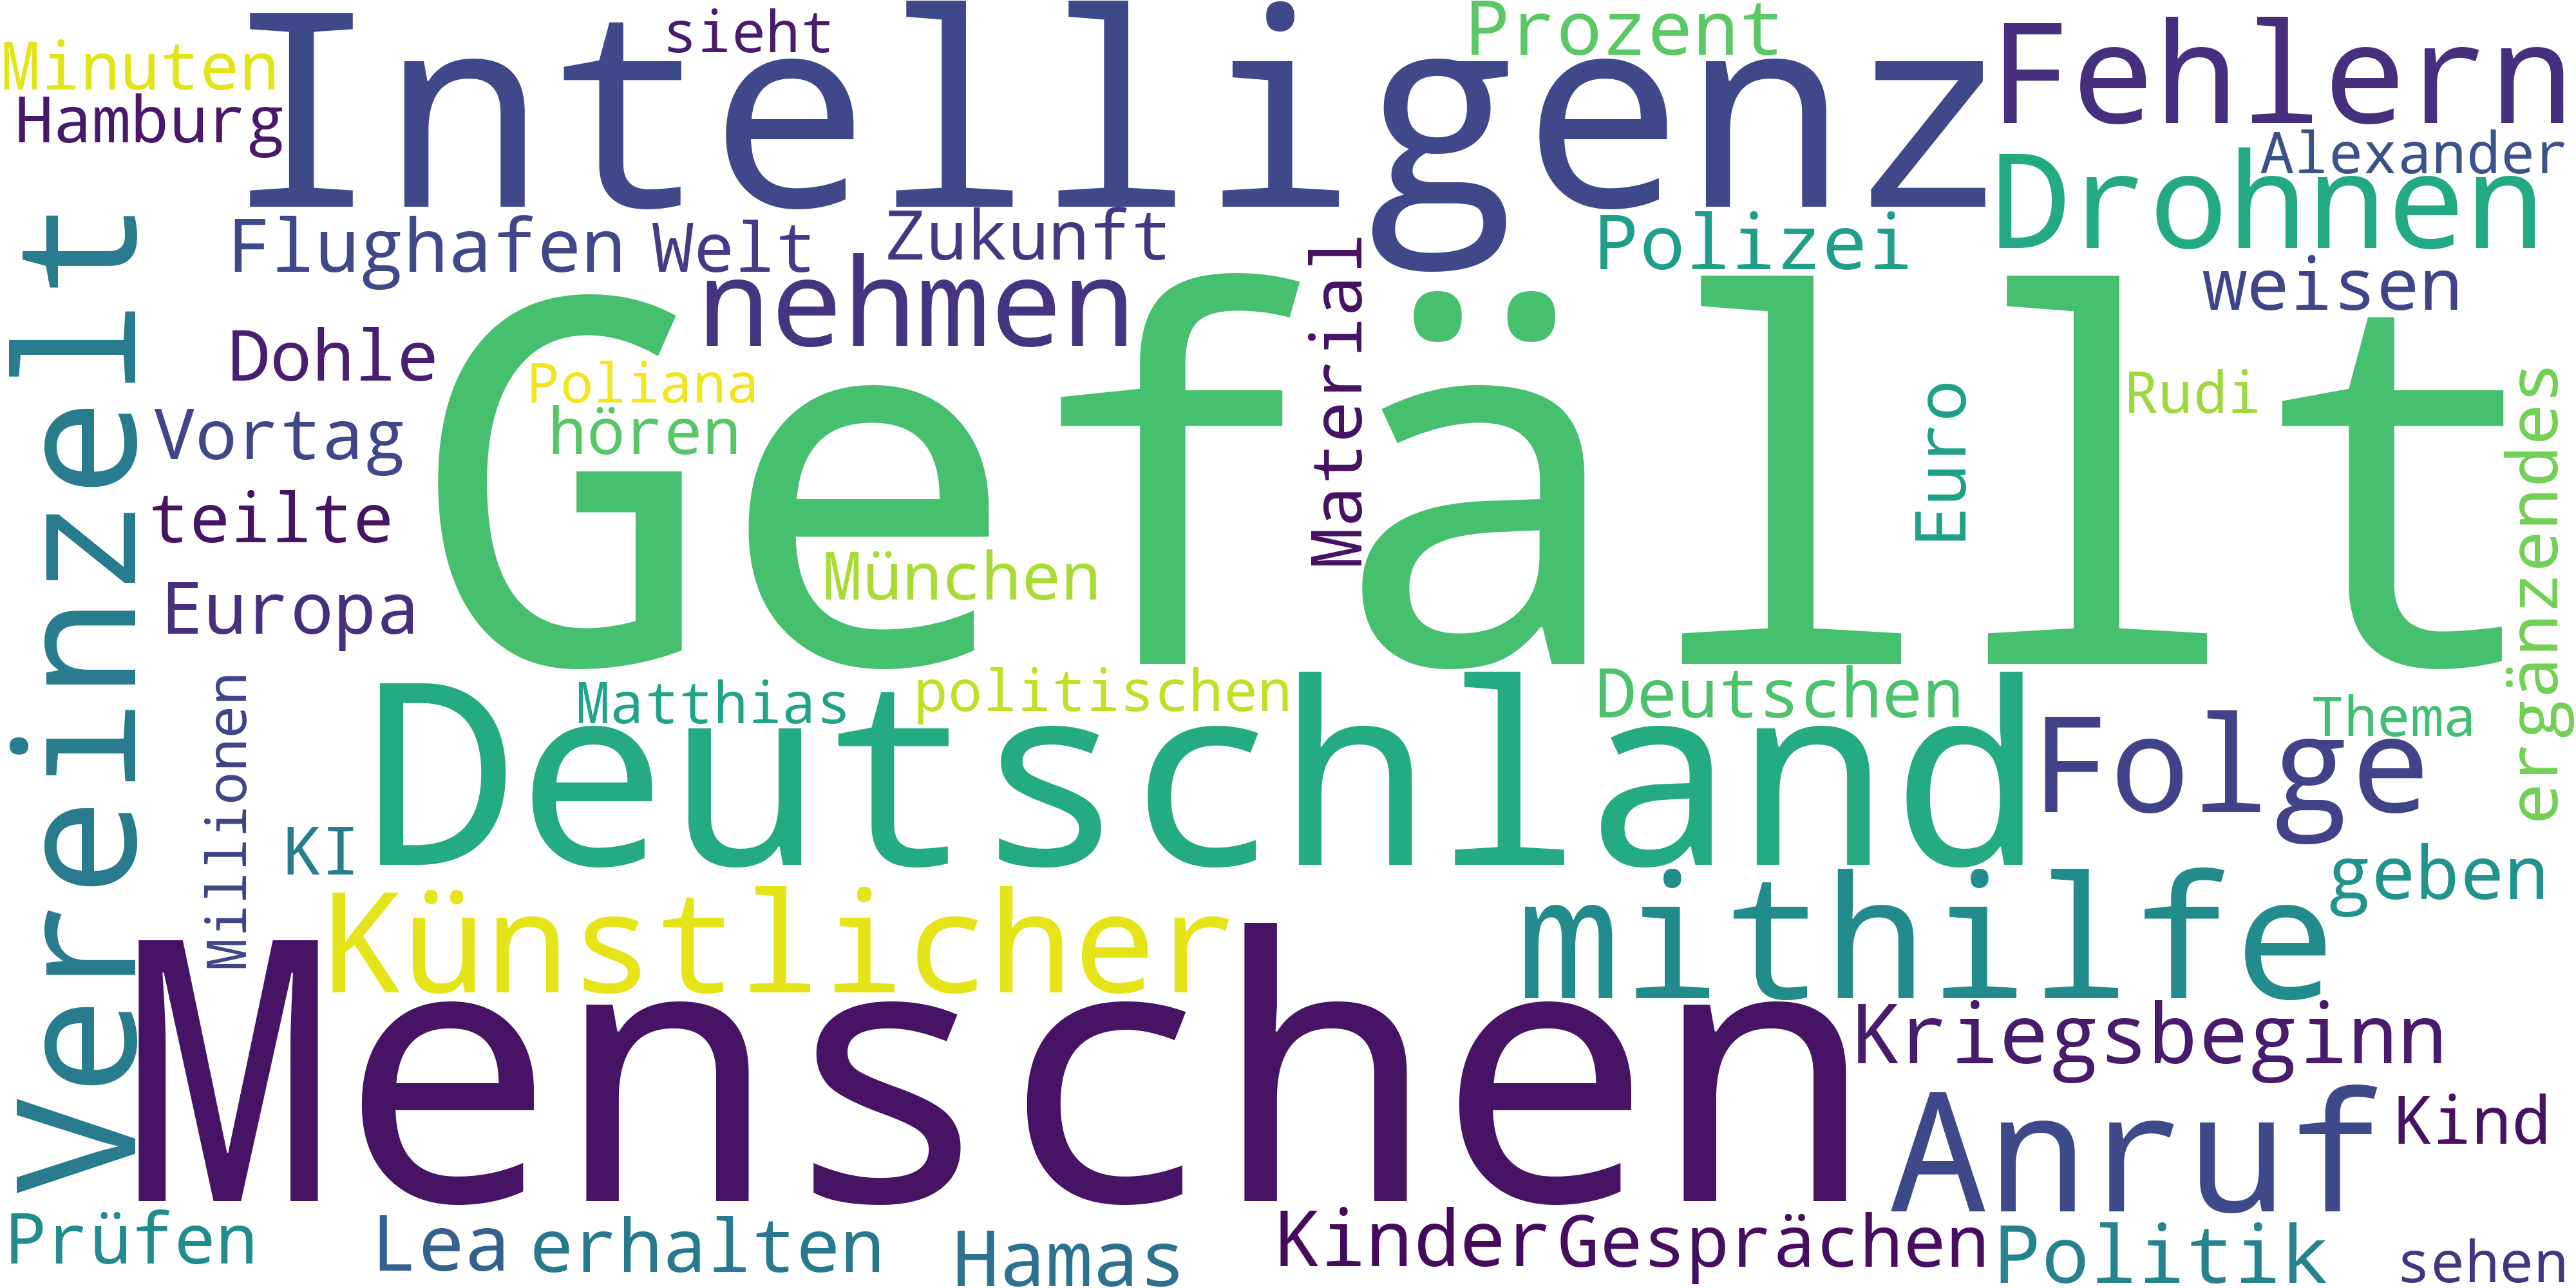 Intelligenz
sieht
Prozent
Fehlern
Minuten
Hamburg
Alexander
Drohnen
Flughafen
Welt
Zukunft
Polizei
weisen
nehmen
Material
Gefällt
Dohle
Poliana
hören
Vortag
teilte
Europa
München
Euro
Rudi
ergänzendes
Vereinzelt
Matthias
politischen
Deutschen
Thema
Deutschland
Folge
Millionen
KI
Künstlicher
mithilfe
geben
Menschen
Kriegsbeginn
Anruf
Kind
Prüfen
Lea
erhalten
Hamas
Kinder
Gesprächen
Politik
sehen